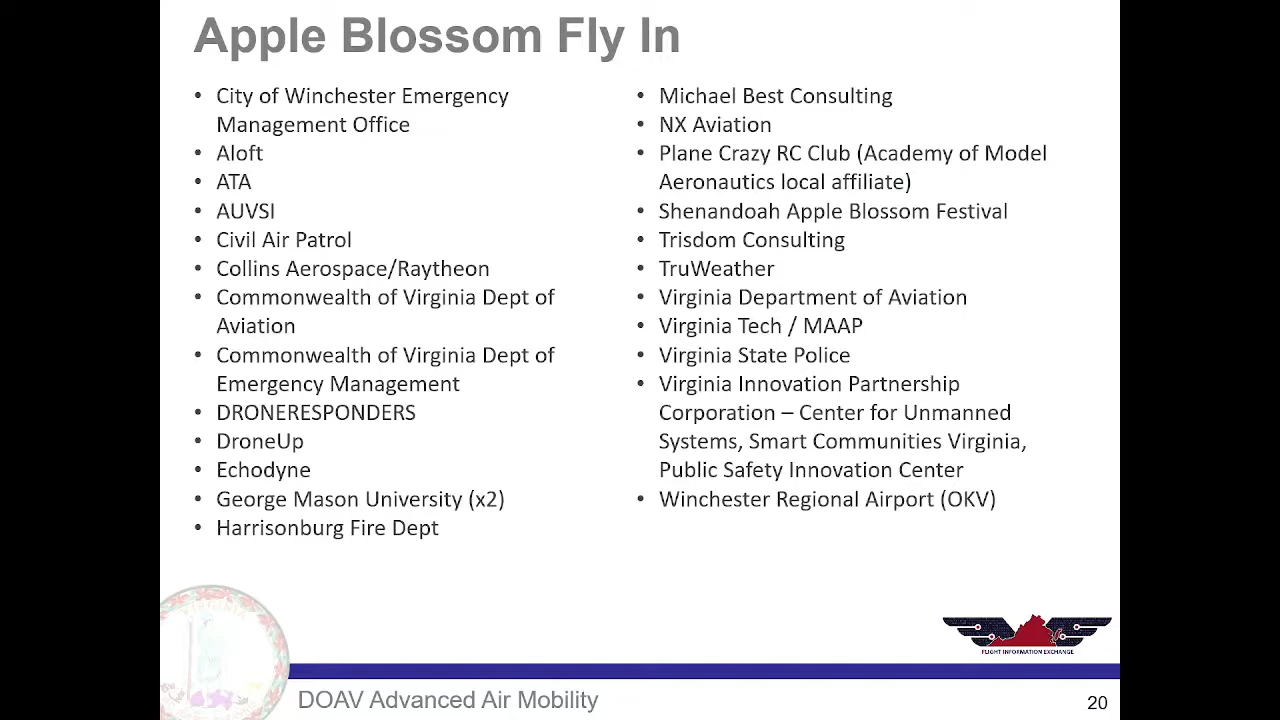 Apple Blossom Fly In
• City of Winchester Emergency
Management Office
• Aloft
• ATA
• AUVSI
• Civil Air Patrol
• Collins Aerospace/Raytheon
• Commonwealth of Virginia Dept of
Aviation
• Commonwealth of Virginia Dept of
Emergency Management
• DRONERESPONDERS
• DroneUp
• Echodyne
• George Mason University (x2)
• Harrisonburg Fire Dept
• Michael Best Consulting
• NX Aviation
• Plane Crazy RC Club (Academy of Model
Aeronautics local affiliate)
• Shenandoah Apple Blossom Festival
• Trisdom Consulting
• TruWeather
• Virginia Department of Aviation
• Virginia Tech / MAAP
• Virginia State Police
• Virginia Innovation Partnership
Corporation – Center for Unmanned
Systems, Smart Communities Virginia,
Public Safety Innovation Center
• Winchester Regional Airport (OKV)
VIRGINIA
FLIGHT INFORMATION EXCHANGE
DOAV Advanced Air Mobility
20